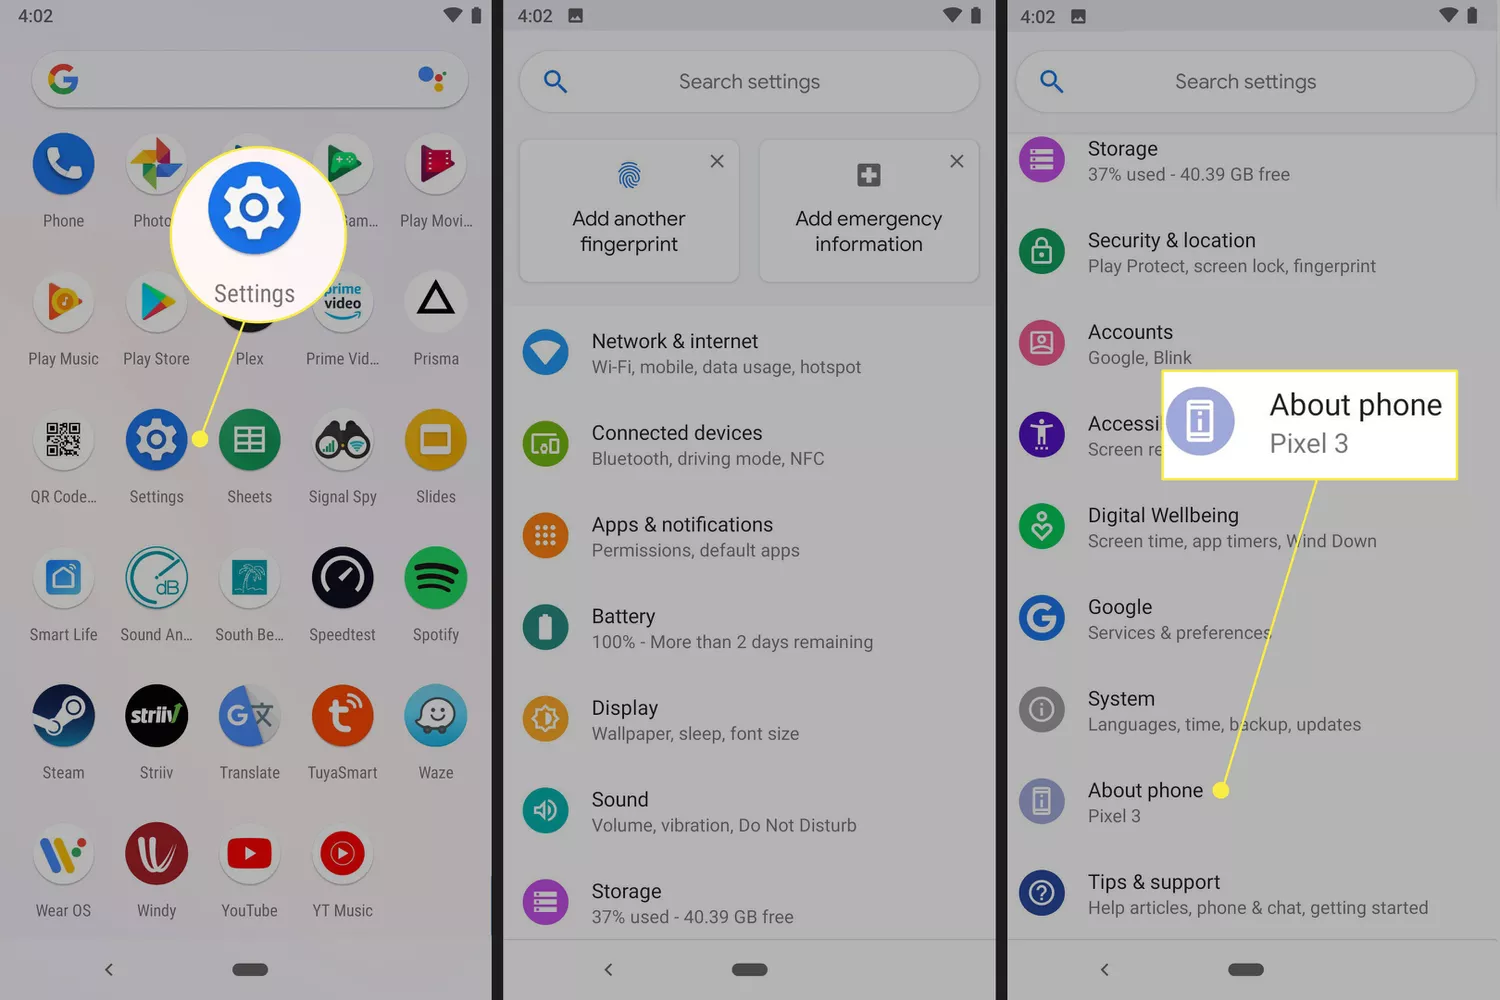 4:02
Phone
Photo
am...
Play Movi...
Settings
Play Music
Play Store
Plex
prime
video
Prime Vid...
Prisma
QR Code...
Settings
Sheets
Signal Spy
Slides
dB
Smart Life
Sound An...
South Be...
Speedtest
Spotify
striiv
Steam
Striiv
Translate
TuyaSmart
Waze
Wear OS
Windy
YouTube
YT Music
4:02
Search settings
Add another
fingerprint
Add emergency
information
Network & internet
Wi-Fi, mobile, data usage, hotspot
Connected devices
Bluetooth, driving mode, NFC
Apps & notifications
Permissions, default apps
Battery
100% - More than 2 days remaining
Display
Wallpaper, sleep, font size
Sound
Volume, vibration, Do Not Disturb
Storage
37% used - 40.39 GB free
4:02
Search settings
Storage
37% used - 40.39 GB free
Security & location
Play Protect, screen lock, fingerprint
Accounts
Google, Blink
Accessi
Screen re
About phone
Pixel 3
Digital Wellbeing
Screen time, app timers, Wind Down
Google
Services & preferences
System
Languages, time, backup, updates
About phone
Pixel 3
Tips & support
Help articles, phone & chat, getting started